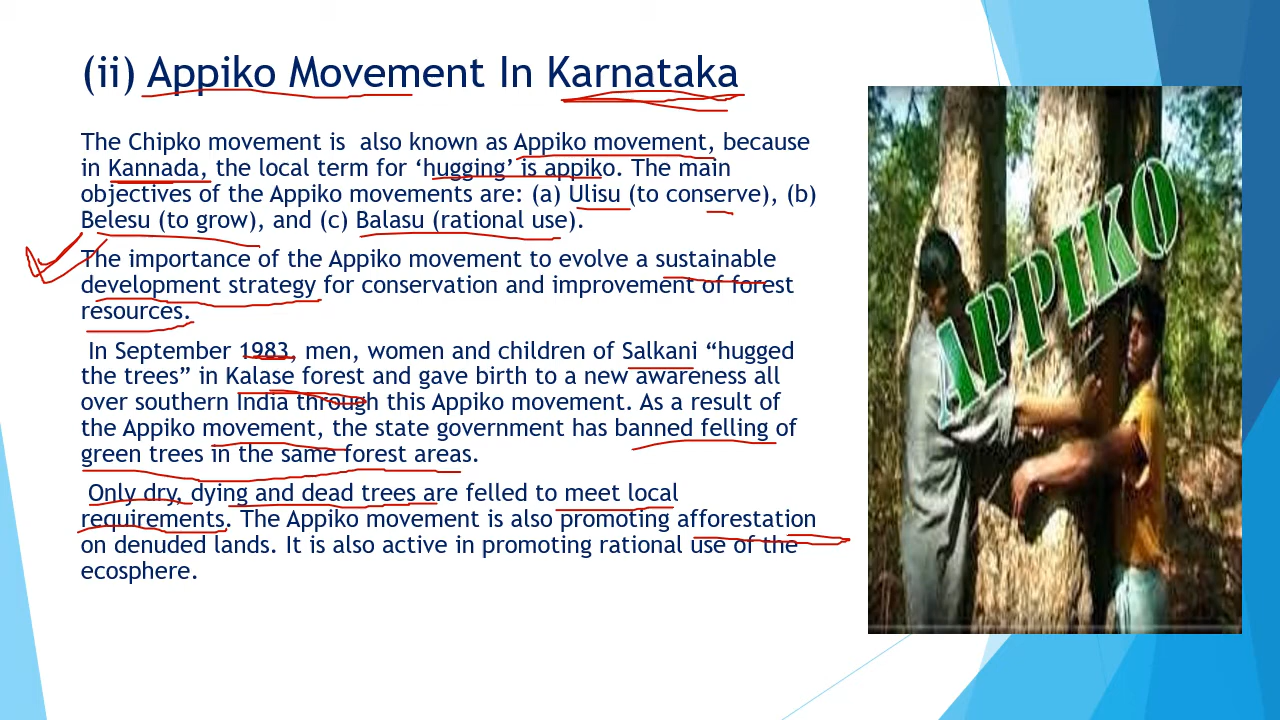 (ii) Appiko Movement In Karnataka
The Chipko movement is also known as Appiko movement, because
in Kannada, the local term for ‘hugging’ is appiko. The main
objectives of the Appiko movements are: (a) Ulisu (to conserve), (b)
Belesu (to grow), and (c) Balasu (rational use).
The importance of the Appiko movement to evolve a sustainable
development strategy for conservation and improvement of forest
resources.
In September 1983, men, women and children of Salkani “hugged
the trees” in Kalase forest and gave birth to a new awareness all
over southern India through this Appiko movement. As a result of
the Appiko movement, the state government has banned felling of
green trees in the same forest areas.
Only dry, dying and dead trees are felled to meet local
requirements. The Appiko movement is also promoting afforestation
on denuded lands. It is also active in promoting rational use of the
ecosphere.
APPIKO